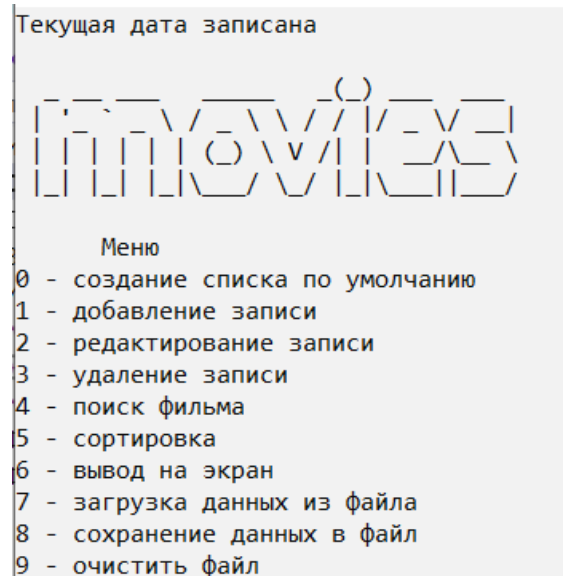 Текущая дата записана
movies
Меню
0 - создание списка по умолчанию
1 - добавление записи
2 - редактирование записи
3 - удаление записи
4 - поиск фильма
5 - сортировка
6 - вывод на экран
7 - загрузка данных из файла
8 - сохранение данных в файл
9 - очистить файл